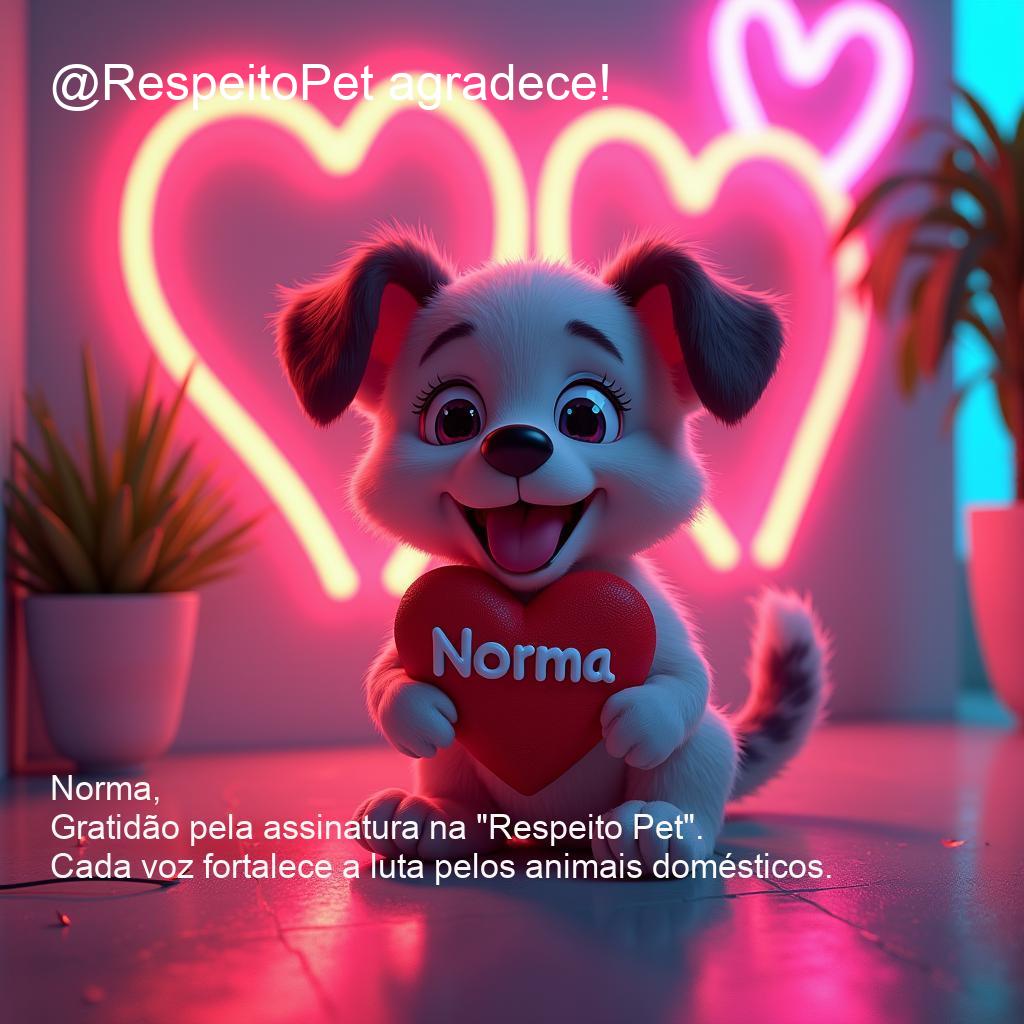 @RespeitoPet agradece!
Norma
Norma,
Gratidão pela assinatura na "Respeito Pet".
Cada voz fortalece a luta pelos animais domésticos.